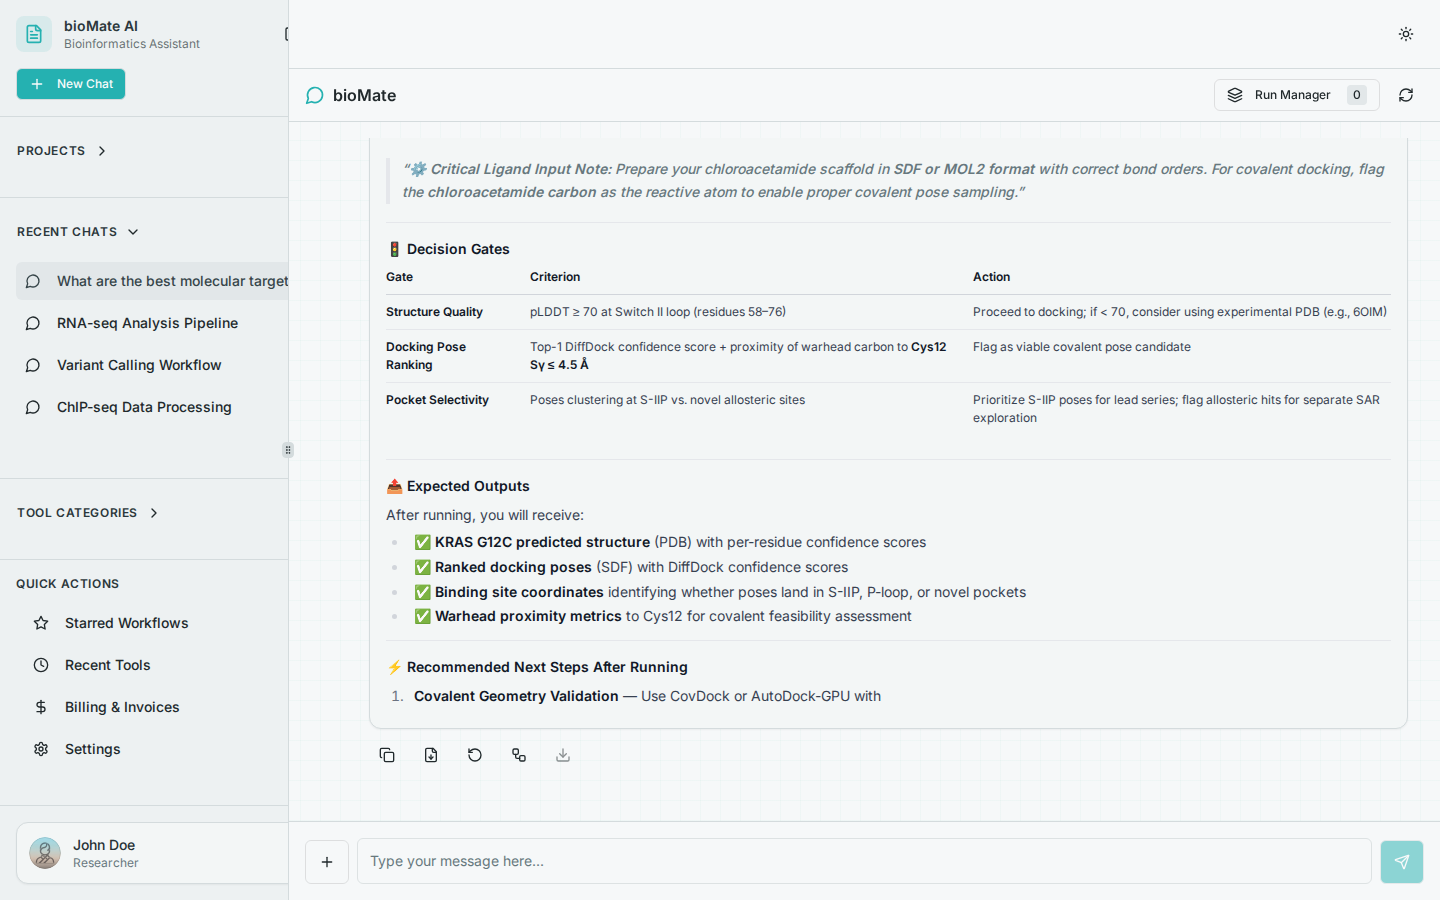 bioMate AI
Bioinformatics Assistant
New Chat
PROJECTS
RECENT CHATS
What are the best molecular target
RNA-seq Analysis Pipeline
Variant Calling Workflow
ChIP-seq Data Processing
TOOL CATEGORIES
QUICK ACTIONS
Starred Workflows
Recent Tools
Billing & Invoices
Settings
John Doe
Researcher
bioMate
Run Manager 0
“⚙️ Critical Ligand Input Note: Prepare your chloroacetamide scaffold in SDF or MOL2 format with correct bond orders. For covalent docking, flag
the chloroacetamide carbon as the reactive atom to enable proper covalent pose sampling.”
🚦 Decision Gates
Gate Criterion Action
Structure Quality pLDDT ≥ 70 at Switch II loop (residues 58–76) Proceed to docking; if < 70, consider using experimental PDB (e.g., 6OIM)
Docking Pose Top-1 DiffDock confidence score + proximity of warhead carbon to Cys12 Flag as viable covalent pose candidate
Ranking Sγ ≤ 4.5 Å
Pocket Selectivity Poses clustering at S-IIP vs. novel allosteric sites Prioritize S-IIP poses for lead series; flag allosteric hits for separate SAR
exploration
📤 Expected Outputs
After running, you will receive:
✅ KRAS G12C predicted structure (PDB) with per-residue confidence scores
✅ Ranked docking poses (SDF) with DiffDock confidence scores
✅ Binding site coordinates identifying whether poses land in S-IIP, P-loop, or novel pockets
✅ Warhead proximity metrics to Cys12 for covalent feasibility assessment
⚡ Recommended Next Steps After Running
1. Covalent Geometry Validation — Use CovDock or AutoDock-GPU with
Type your message here...